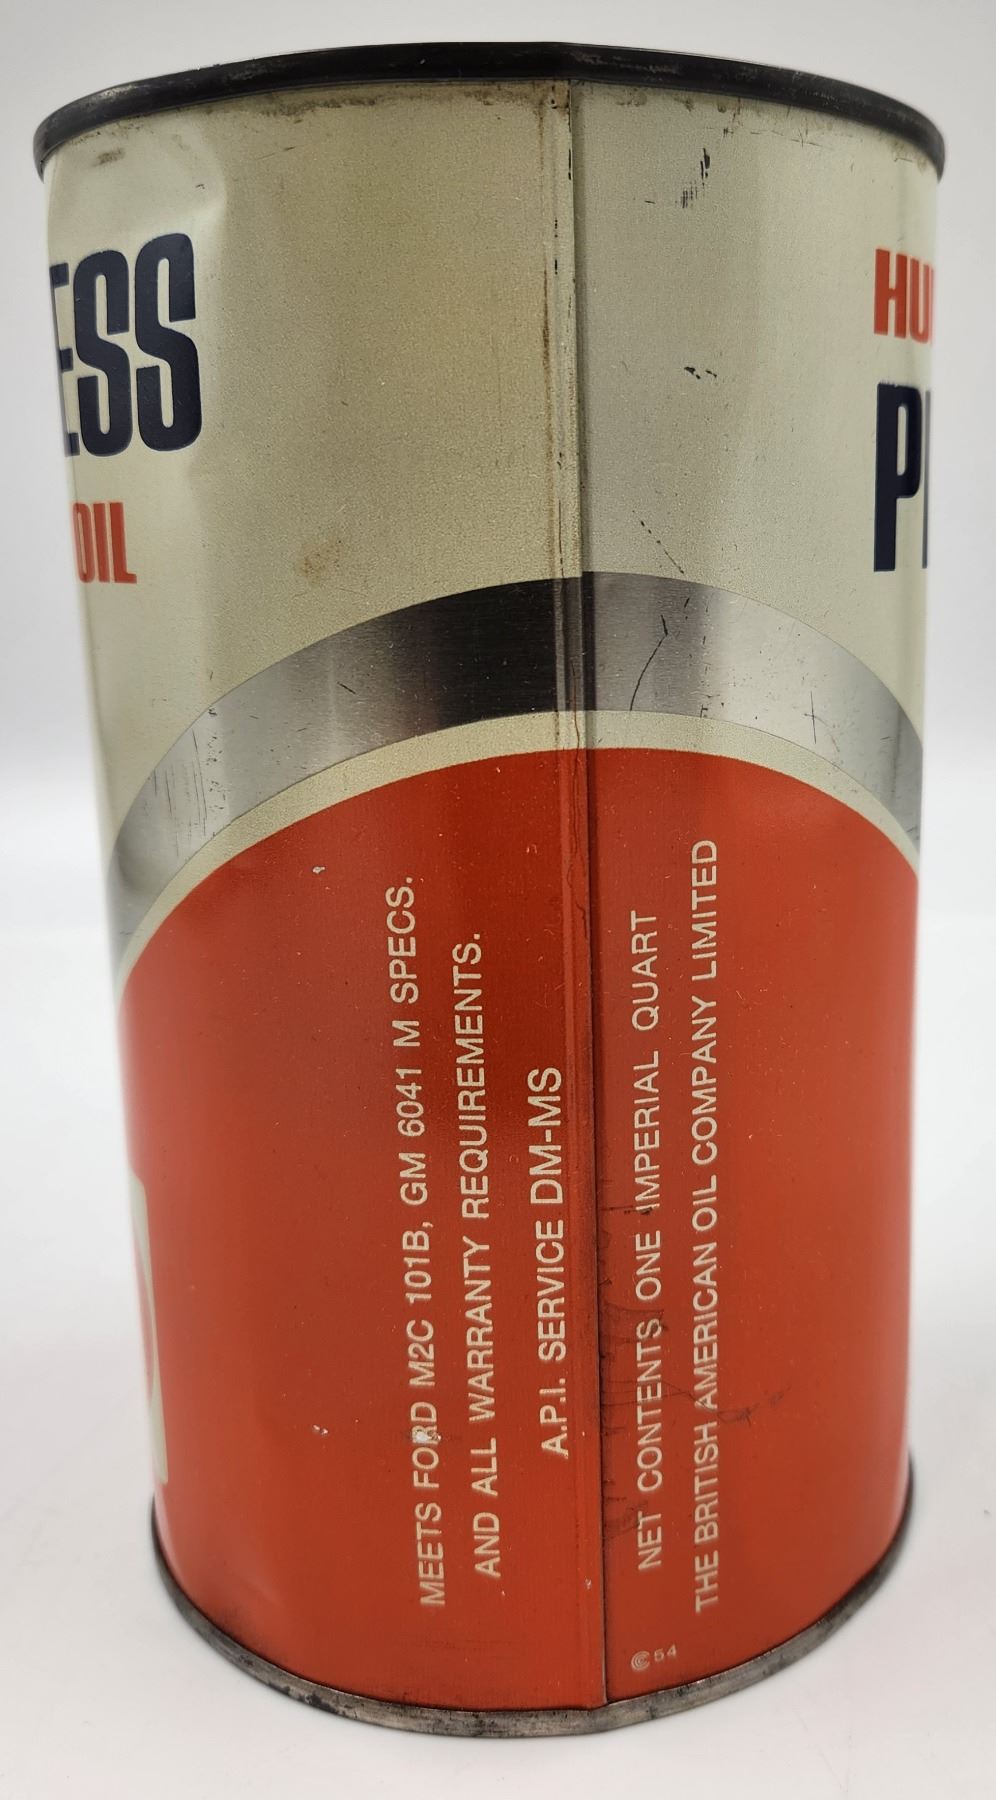 ESS
OIL
HU
P
MEETS FORD M2C 101B, GM 6041 M SPECS.
AND ALL WARRANTY REQUIREMENTS.
A.P.I. SERVICE DM-MS
NET CONTENTS ONE IMPERIAL QUART
THE BRITISH AMERICAN OIL COMPANY LIMITED
54